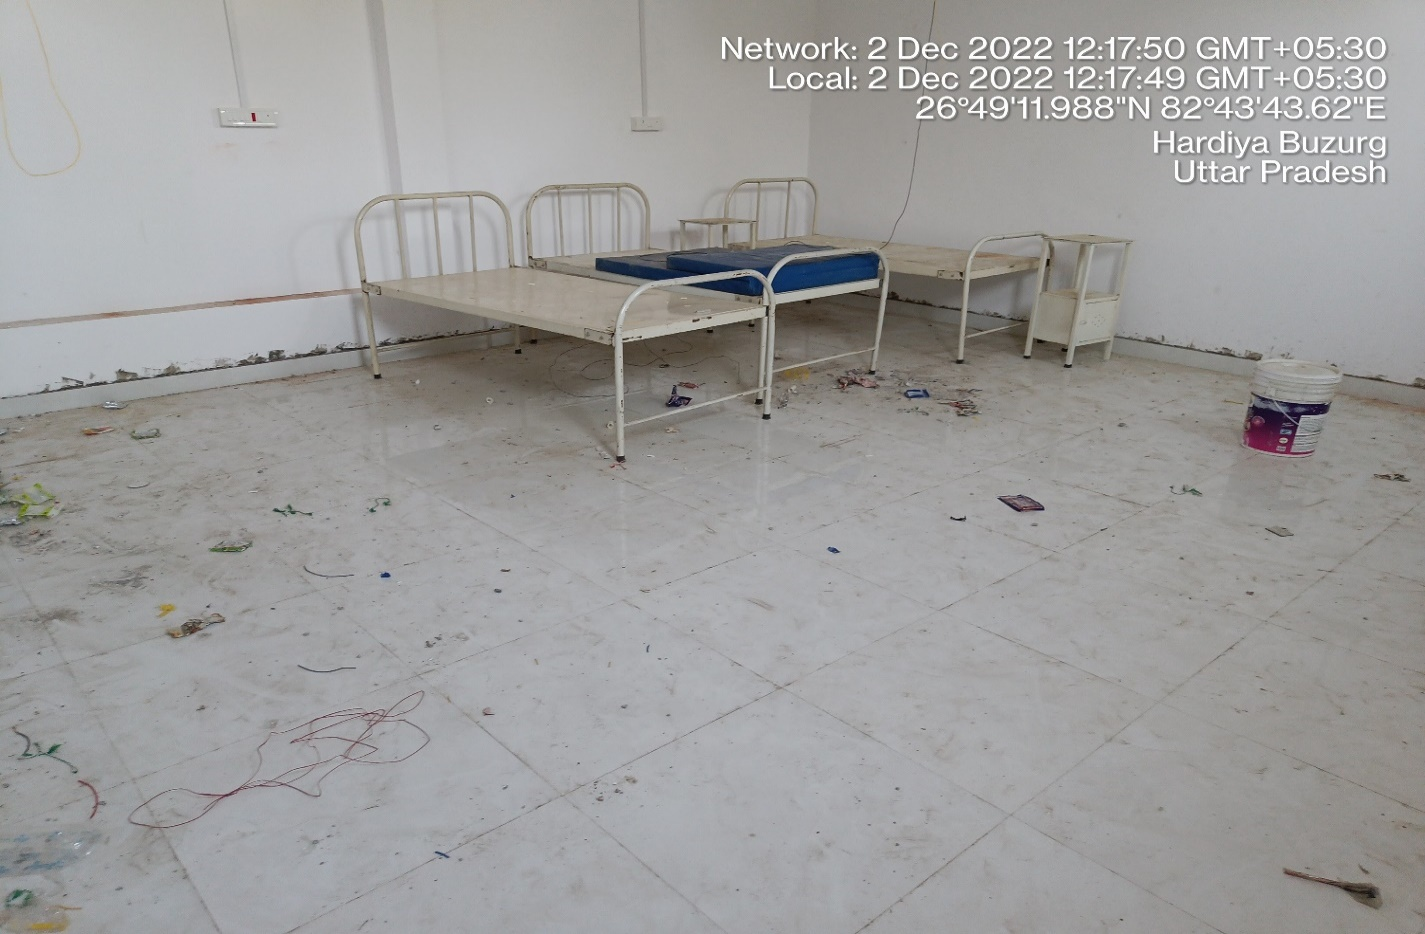 Network: 2 Dec 2022 12:17:50 GMT+05:30
Local: 2 Dec 2022 12:17:49 GMT+05:30
26°49'11.988"N 82°43'43.62"E
Hardiya Buzurg
Uttar Pradesh